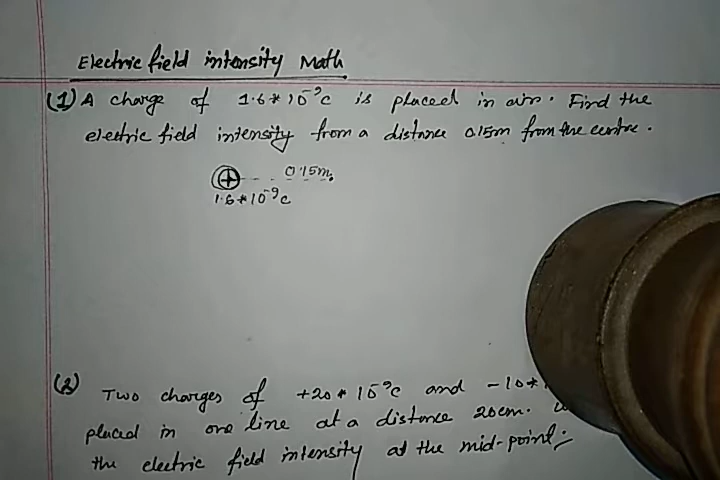 Electric field intensity Math
(1) A charge of 1.6*10⁻⁹c is placed in air. Find the
electric field intensity from a distance 0.15m from the centre.
+ 0.15m.
1.6*10⁻⁹c
(2) Two charges of +20*10⁻⁹c and -10*
placed in one line at a distance 20cm.
the electric field intensity at the mid-point:-